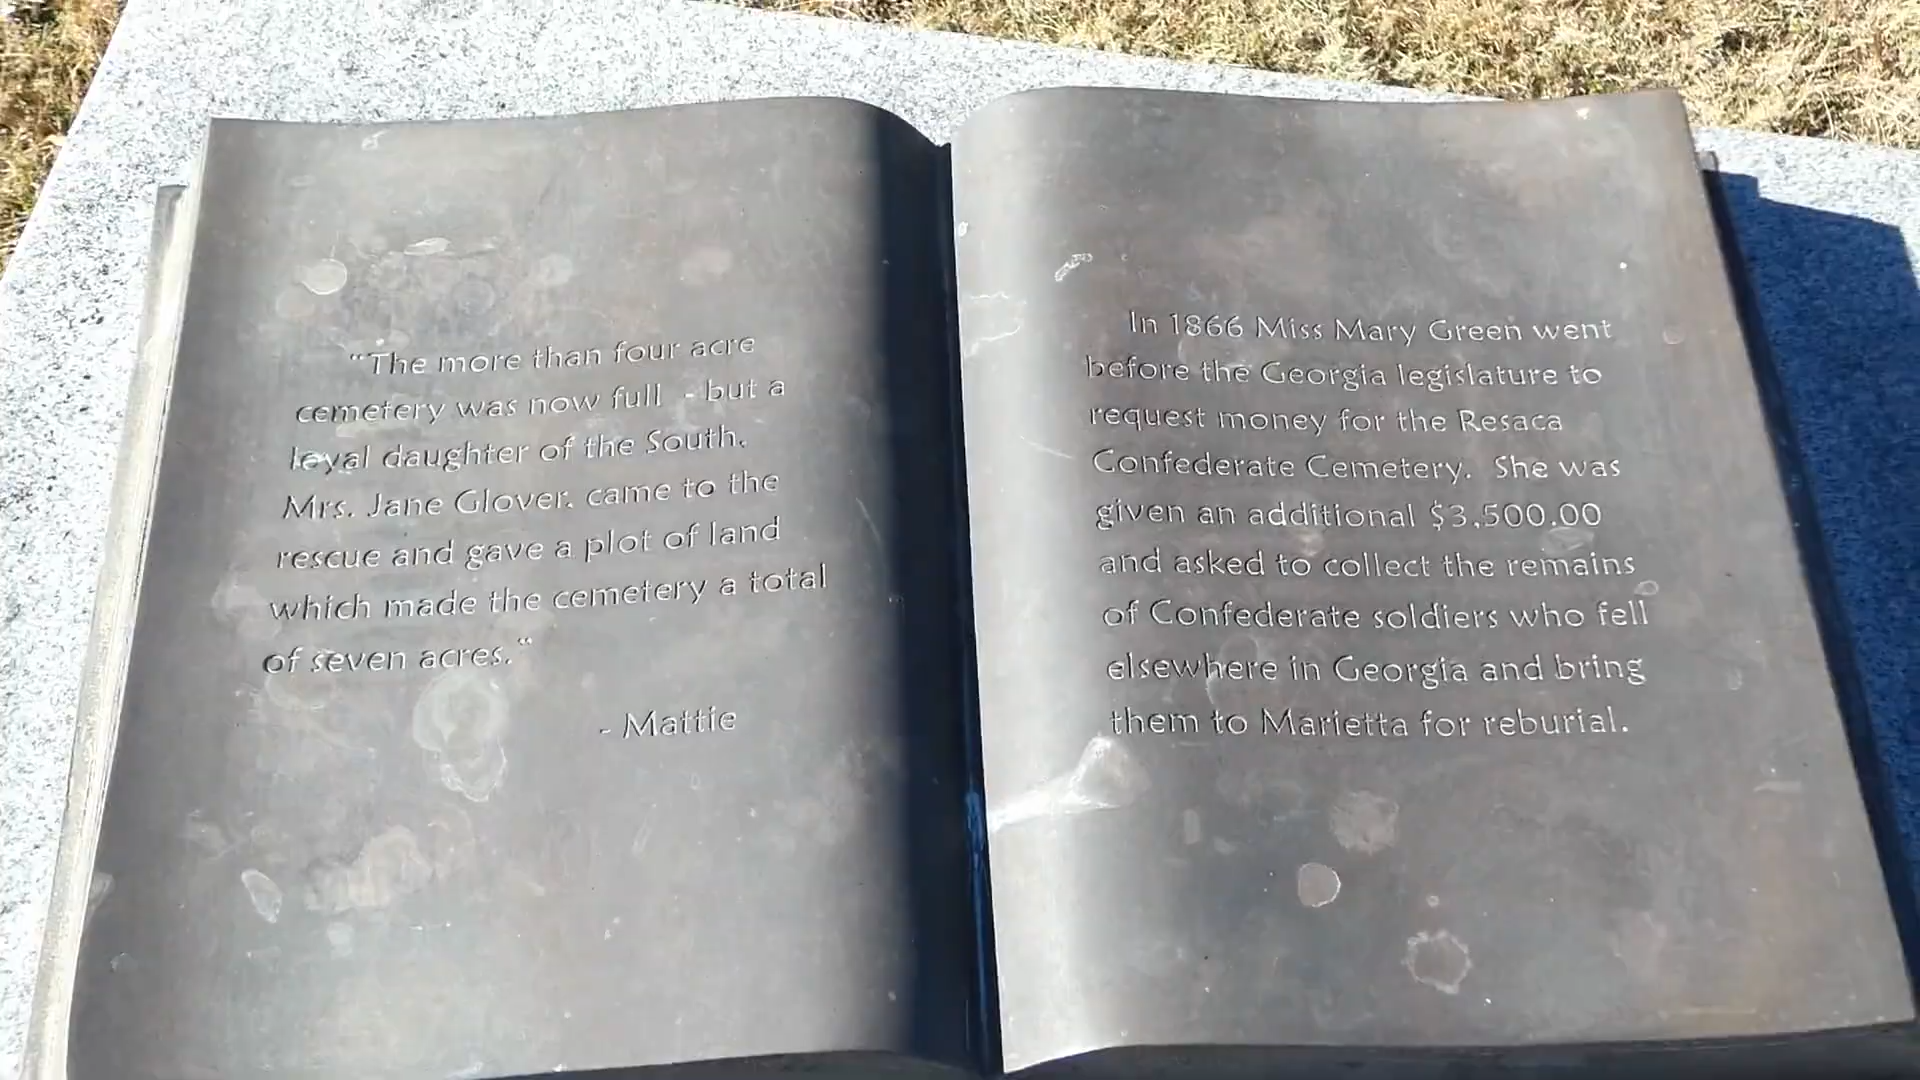 “The more than four acre
cemetery was now full - but a
loyal daughter of the South,
Mrs. Jane Glover, came to the
rescue and gave a plot of land
which made the cemetery a total
of seven acres.“
- Mattie
In 1866 Miss Mary Green went
before the Georgia legislature to
request money for the Resaca
Confederate Cemetery. She was
given an additional $3,500.00
and asked to collect the remains
of Confederate soldiers who fell
elsewhere in Georgia and bring
them to Marietta for reburial.